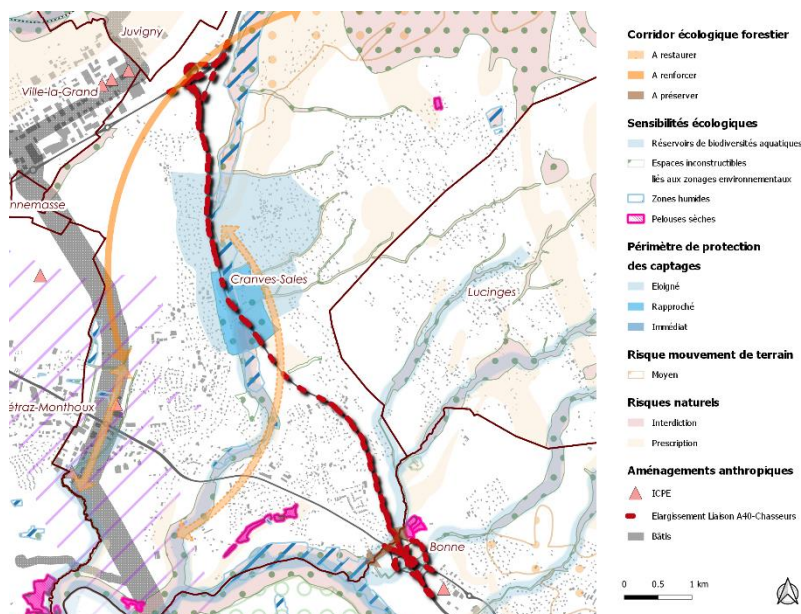 Juvigny
Ville-la-Grand
nnemasse
Cranves-Sales
Lucinges
étraz-Monthoux
Bonne
Corridor écologique forestier
A restaurer
A renforcer
A préserver
Sensibilités écologiques
Réservoirs de biodiversités aquatiques
Espaces inconstructibles
liés aux zonages environnementaux
Zones humides
Pelouses sèches
Périmètre de protection
des captages
Eloigné
Rapproché
Immédiat
Risque mouvement de terrain
Moyen
Risques naturels
Interdiction
Prescription
Aménagements anthropiques
ICPE
Elargissement Liaison A40-Chasseurs
Bâtis
0 0.5 1 km